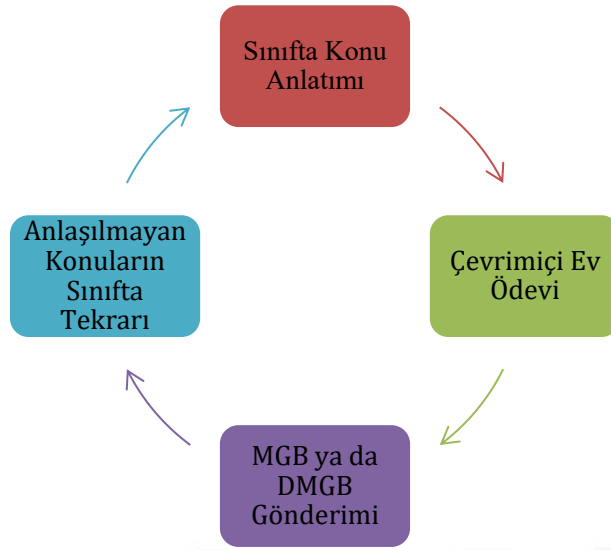 Sınıfta Konu
Anlatımı
Çevrimiçi Ev
Ödevi
MGB ya da
DMGB
Gönderimi
Anlaşılmayan
Konuların
Sınıfta
Tekrarı